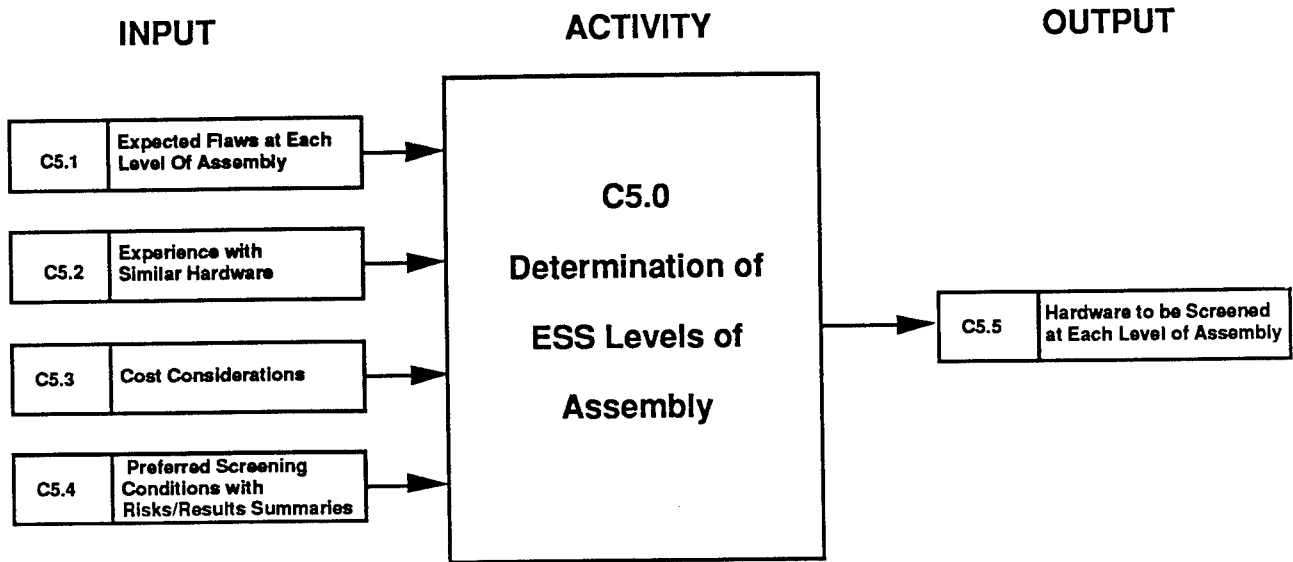 INPUT
ACTIVITY
OUTPUT
C5.1
Expected Flaws at Each
Level Of Assembly
C5.2
Experience with
Similar Hardware
C5.3
Cost Considerations
C5.4
Preferred Screening
Conditions with
Risks/Results Summaries
C5.0
Determination of
ESS Levels of
Assembly
C5.5
Hardware to be Screened
at Each Level of Assembly